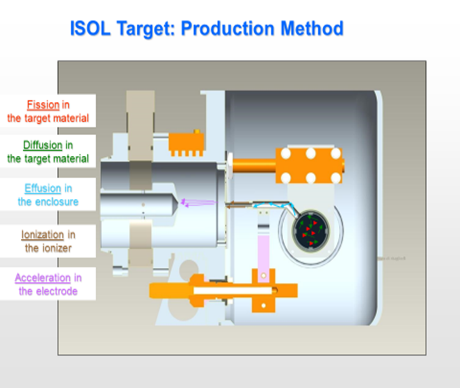 ISOL Target: Production Method
Fission in
the target material
Diffusion in
the target material
Effusion in
the enclosure
Ionization in
the ionizer
Acceleration in
the electrode